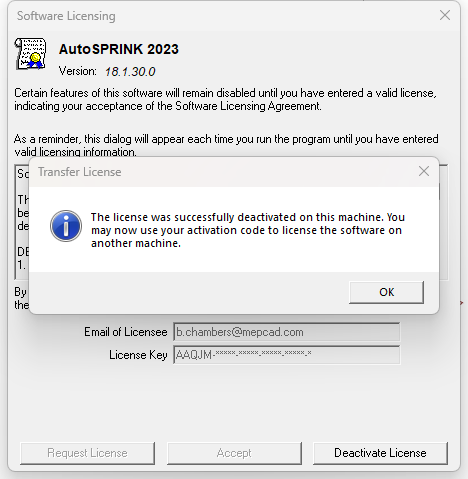 Software Licensing
AutoSPRINK 2023
Version: 18.1.30.0
Certain features of this software will remain disabled until you have entered a valid license,
indicating your acceptance of the Software Licensing Agreement.
As a reminder, this dialog will appear each time you run the program until you have entered
valid licensing information.
So
Transfer License
Th
be
de
The license was successfully deactivated on this machine. You
may now use your activation code to license the software on
another machine.
DE
1.
OK
By
the
Email of Licensee b.chambers@mepcad.com
License Key AAQJM-*****-*****-*****-*****-*
Request License Accept Deactivate License